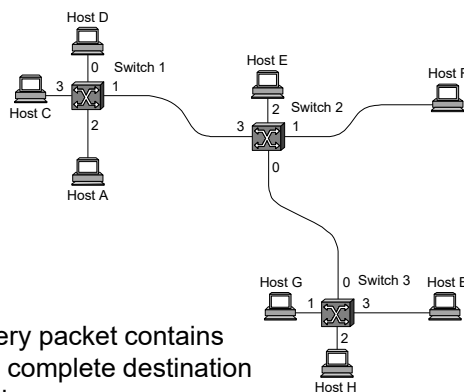 Host D
0 Switch 1
Host E
Host F
3 1
Host C
2 Switch 2
2
3 1
0
Host A
0 Switch 3
Host G Host B
1 3
2
Host H
packet contains
complete destination